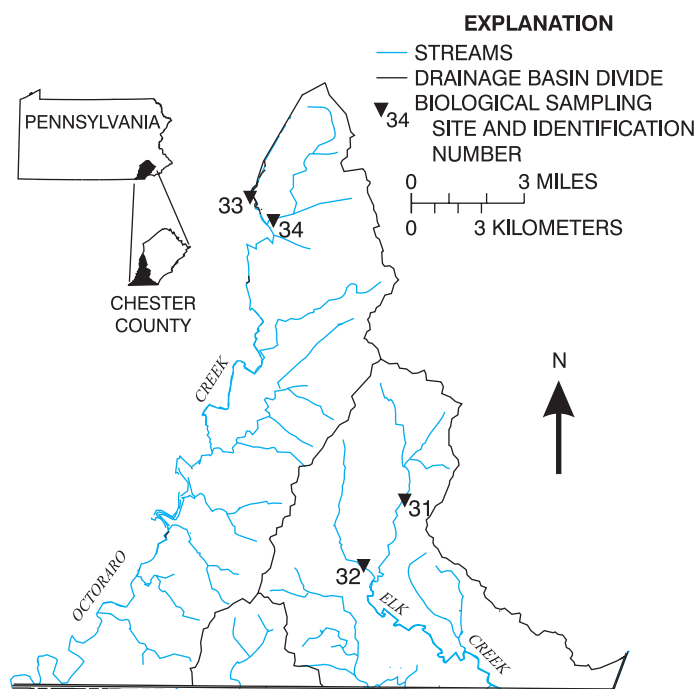 EXPLANATION
STREAMS
DRAINAGE BASIN DIVIDE
34
BIOLOGICAL SAMPLING
SITE AND IDENTIFICATION
NUMBER
0 3 MILES
0 3 KILOMETERS
PENNSYLVANIA
CHESTER
COUNTY
33
34
CREEK
N
31
32
OCTORARO
ELK
CREEK